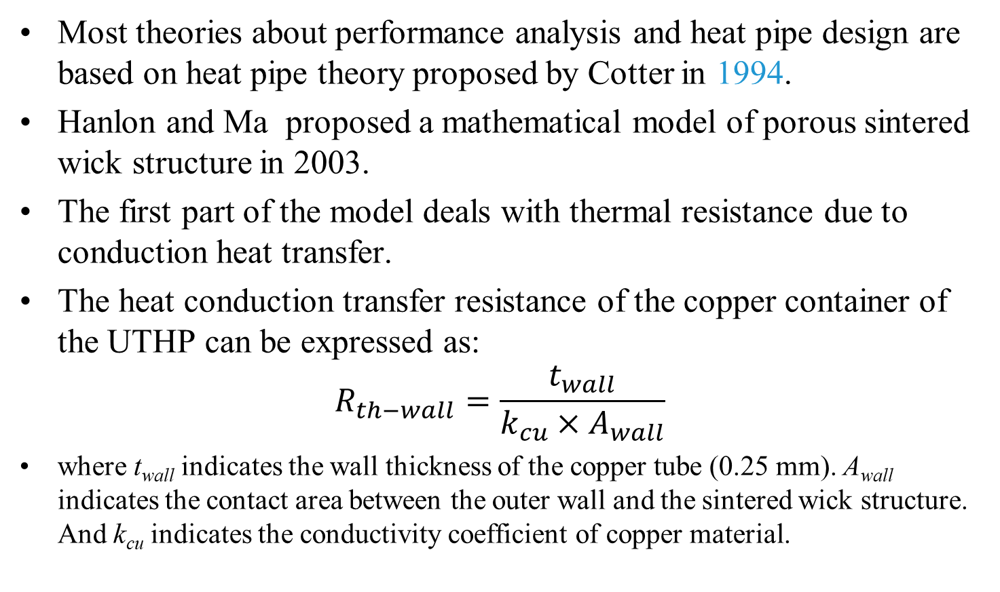 • Most theories about performance analysis and heat pipe design are
based on heat pipe theory proposed by Cotter in 1994.
• Hanlon and Ma  proposed a mathematical model of porous sintered
wick structure in 2003.
• The first part of the model deals with thermal resistance due to
conduction heat transfer.
• The heat conduction transfer resistance of the copper container of
the UTHP can be expressed as:
R_{th−wall} = \frac{t_{wall}}{k_{cu} × A_{wall}}
• where t_{wall} indicates the wall thickness of the copper tube (0.25 mm). A_{wall}
indicates the contact area between the outer wall and the sintered wick structure.
And k_{cu} indicates the conductivity coefficient of copper material.